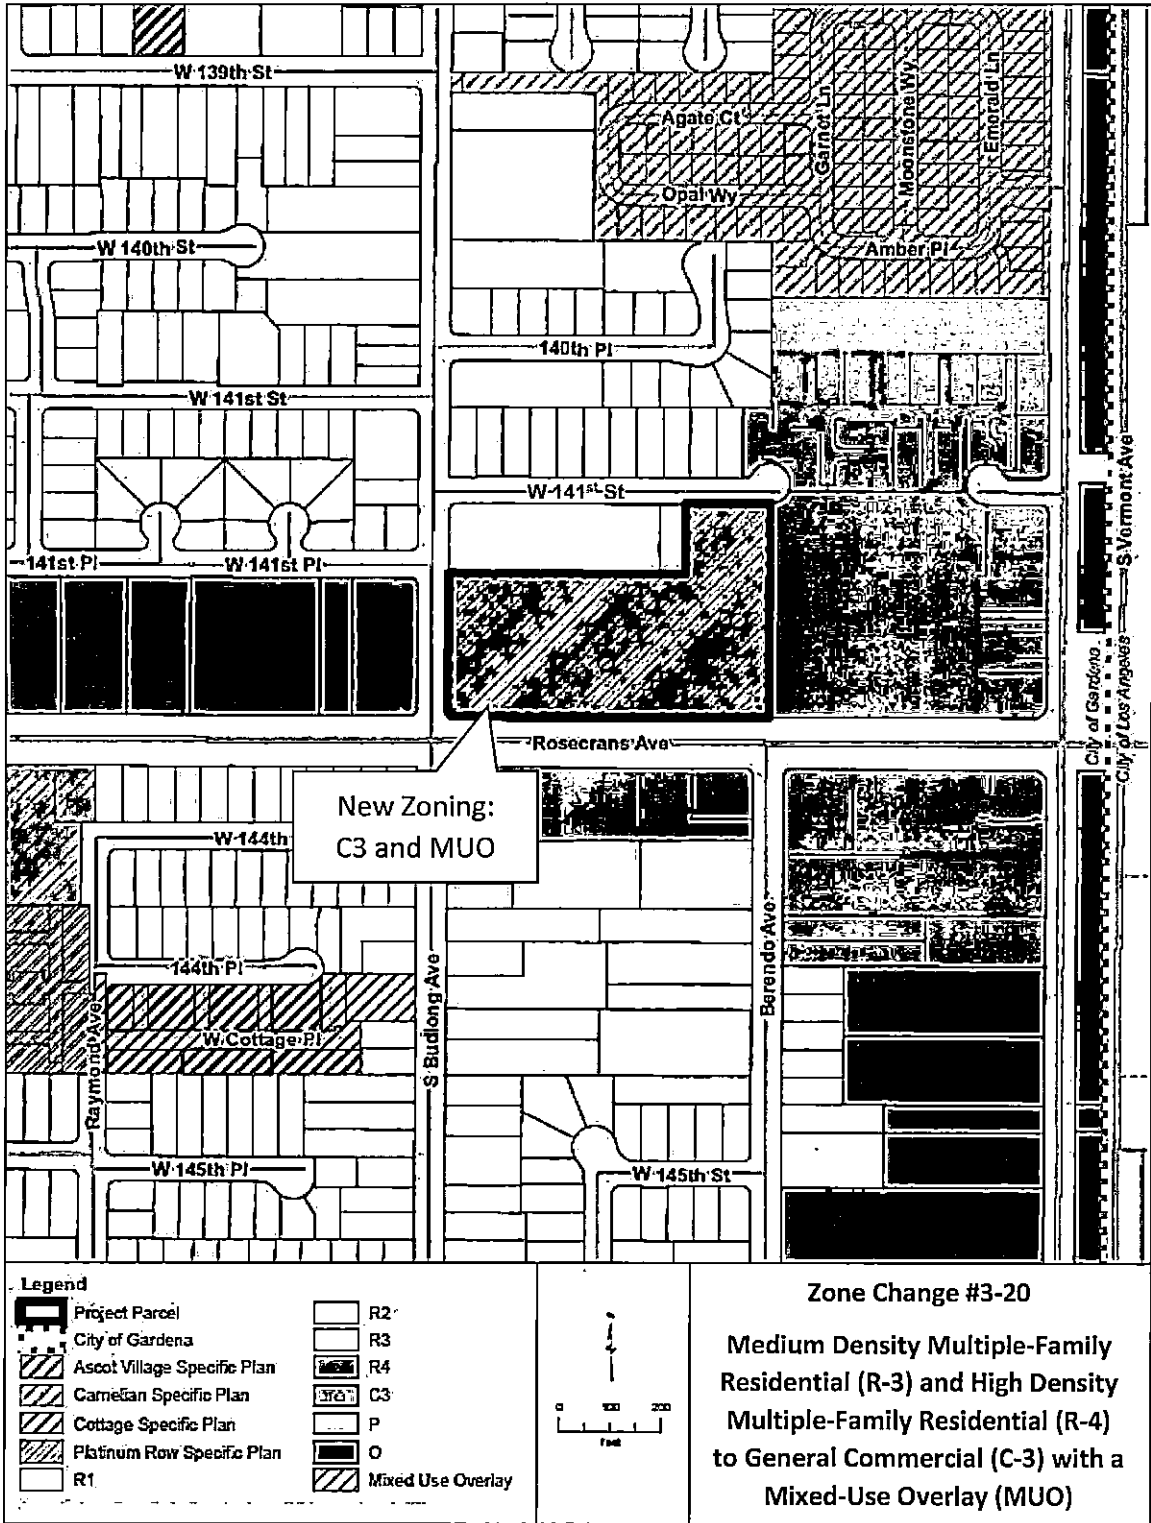 W 139th St
Agate Ct
Garnet Ln
Moonstone Wy
Emerald Ln
Opal Wy
W 140th St
Amber Pl
140th Pl
W 141st St
S Vermont Ave
W 141st St
141st Pl
W 141st Pl
City of Gardena
City of Los Angeles
Rosecrans Ave
New Zoning:
C3 and MUO
W 144th
Berendo Ave
144th Pl
S Budlong Ave
Raymond Ave
W Cottage Pl
W 145th Pl
W 145th St
Legend
Project Parcel
City of Gardena
Ascot Village Specific Plan
Carnelian Specific Plan
Cottage Specific Plan
Platinum Row Specific Plan
R1
R2
R3
R4
C3
P
O
Mixed Use Overlay
0 100 200
Feet
Zone Change #3-20
Medium Density Multiple-Family
Residential (R-3) and High Density
Multiple-Family Residential (R-4)
to General Commercial (C-3) with a
Mixed-Use Overlay (MUO)